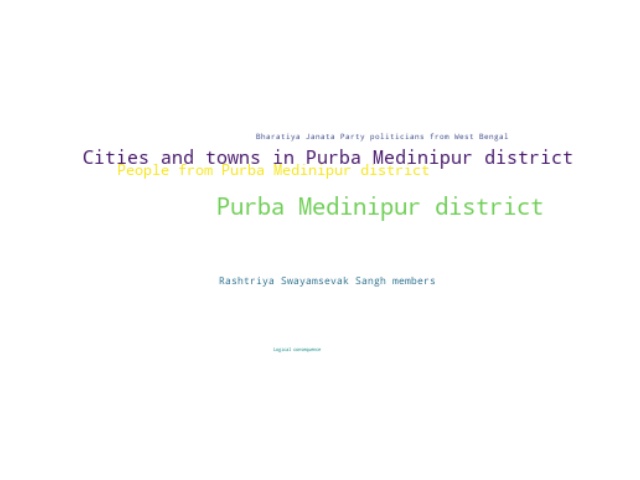 Bharatiya Janata Party politicians from West Bengal
Cities and towns in Purba Medinipur district
People from Purba Medinipur district
Purba Medinipur district
Rashtriya Swayamsevak Sangh members
Logical consequence